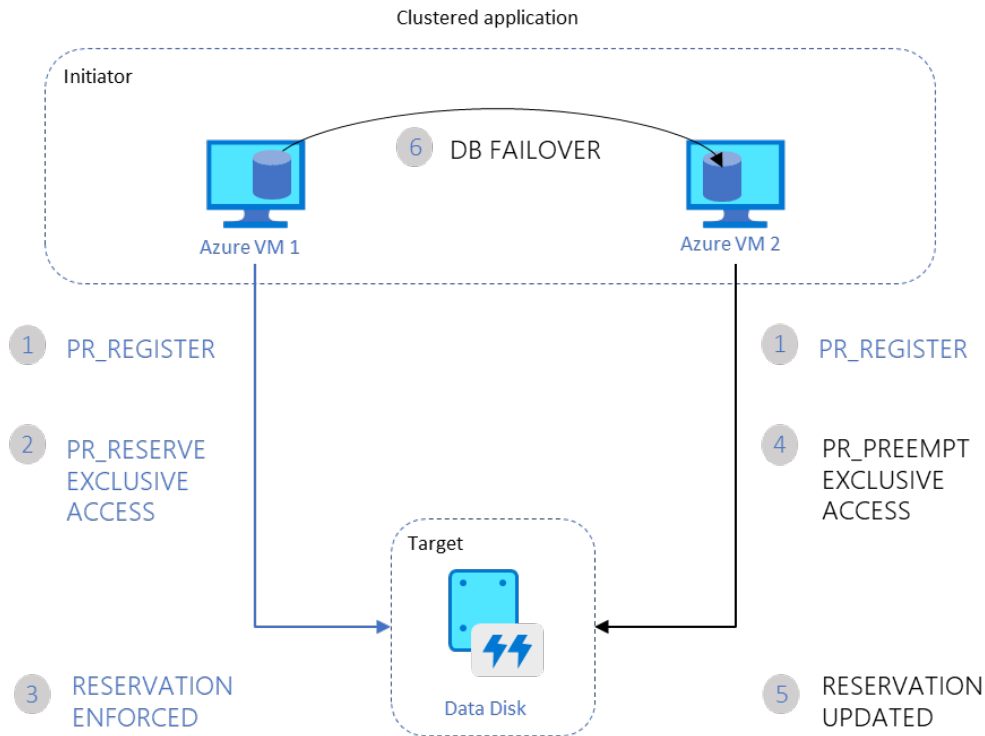 Clustered application
Initiator
6 DB FAILOVER
Azure VM 1
Azure VM 2
1 PR_REGISTER
2 PR_RESERVE
EXCLUSIVE
ACCESS
1 PR_REGISTER
4 PR_PREEMPT
EXCLUSIVE
ACCESS
Target
Data Disk
3 RESERVATION
ENFORCED
5 RESERVATION
UPDATED